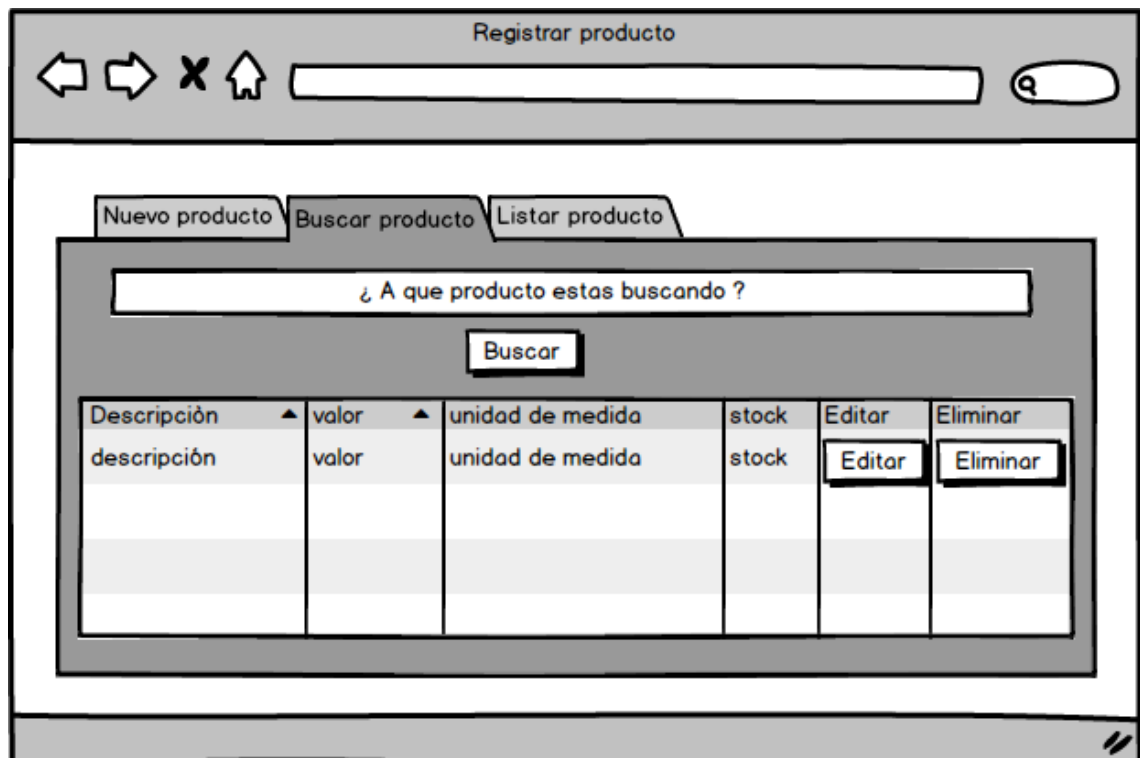 Registrar producto
Nuevo producto Buscar producto Listar producto
¿ A que producto estas buscando ?
Buscar
Descripciòn valor unidad de medida stock Editar Eliminar
descripción valor unidad de medida stock Editar Eliminar